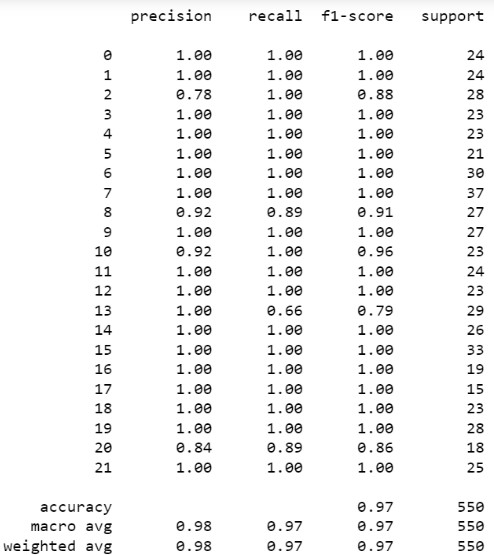 precision recall f1-score support
0 1.00 1.00 1.00 24
1 1.00 1.00 1.00 24
2 0.78 1.00 0.88 28
3 1.00 1.00 1.00 23
4 1.00 1.00 1.00 23
5 1.00 1.00 1.00 21
6 1.00 1.00 1.00 30
7 1.00 1.00 1.00 37
8 0.92 0.89 0.91 27
9 1.00 1.00 1.00 27
10 0.92 1.00 0.96 23
11 1.00 1.00 1.00 24
12 1.00 1.00 1.00 23
13 1.00 0.66 0.79 29
14 1.00 1.00 1.00 26
15 1.00 1.00 1.00 33
16 1.00 1.00 1.00 19
17 1.00 1.00 1.00 15
18 1.00 1.00 1.00 23
19 1.00 1.00 1.00 28
20 0.84 0.89 0.86 18
21 1.00 1.00 1.00 25
accuracy 0.97 550
macro avg 0.98 0.97 0.97 550
weighted avg 0.98 0.97 0.97 550